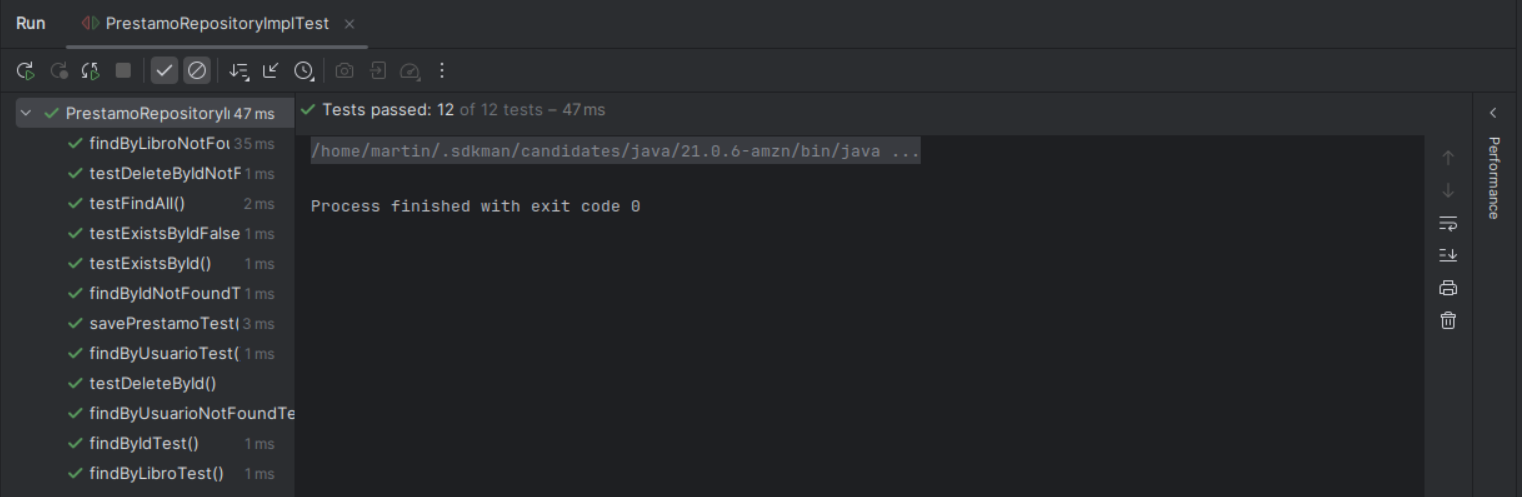 Run PrestamoRepositoryImplTest
PrestamoRepositoryI 47 ms
findByLibroNotFou 35 ms
testDeleteByIdNotF 1 ms
testFindAll() 2 ms
testExistsByIdFalse 1 ms
testExistsById() 1 ms
findByIdNotFoundT 1 ms
savePrestamoTest( 3 ms
findByUsuarioTest( 1 ms
testDeleteById()
findByUsuarioNotFoundTe
findByIdTest() 1 ms
findByLibroTest() 1 ms
Tests passed: 12 of 12 tests – 47 ms
/home/martin/.sdkman/candidates/java/21.0.6-amzn/bin/java ...
Process finished with exit code 0
Performance